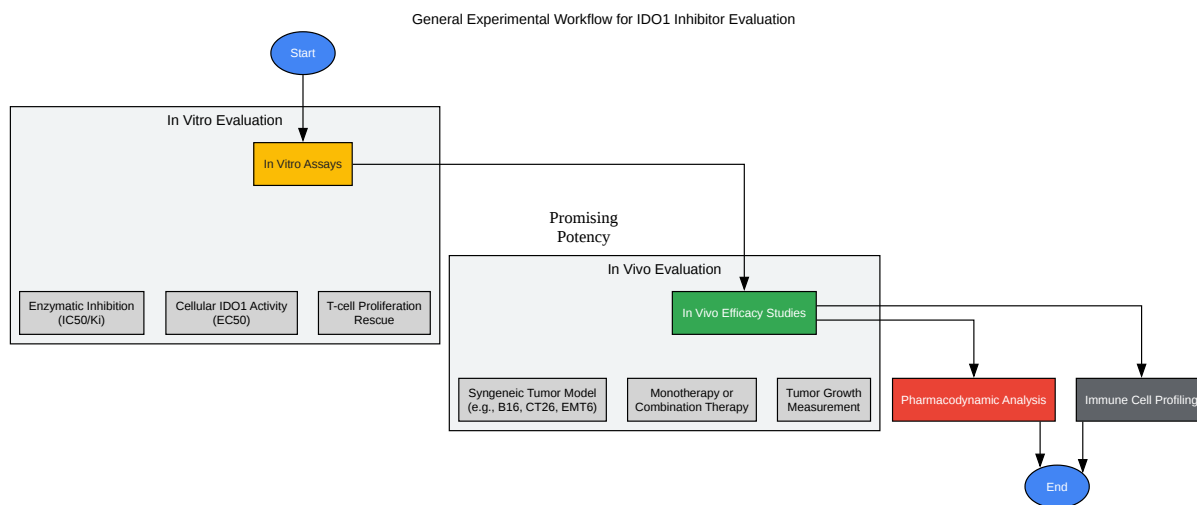 General Experimental Workflow for IDO1 Inhibitor Evaluation
Start
In Vitro Evaluation
In Vitro Assays
Enzymatic Inhibition
(IC50/Ki)
Cellular IDO1 Activity
(EC50)
T-cell Proliferation
Rescue
Promising
Potency
In Vivo Evaluation
In Vivo Efficacy Studies
Syngeneic Tumor Model
(e.g., B16, CT26, EMT6)
Monotherapy or
Combination Therapy
Tumor Growth
Measurement
Pharmacodynamic Analysis
Immune Cell Profiling
End